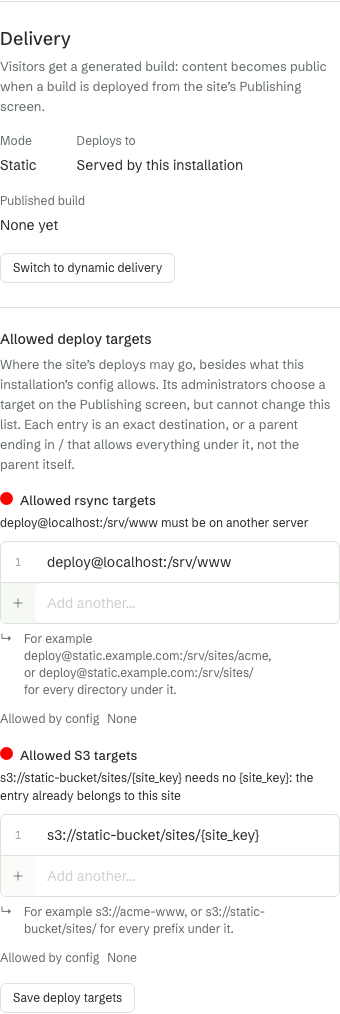 Delivery
Visitors get a generated build: content becomes public
when a build is deployed from the site's Publishing
screen.
Mode
Deploys to
Static
Served by this installation
Published build
None yet
Switch to dynamic delivery
Allowed deploy targets
Where the site's deploys may go, besides what this
installation's config allows. Its administrators choose a
target on the Publishing screen, but cannot change this
list. Each entry is an exact destination, or a parent
ending in / that allows everything under it, not the
parent itself.
Allowed rsync targets
deploy@localhost:/srv/www must be on another server
1 deploy@localhost:/srv/www
+ Add another...
↳ For example
deploy@static.example.com:/srv/sites/acme,
or deploy@static.example.com:/srv/sites/
for every directory under it.
Allowed by config None
Allowed S3 targets
s3://static-bucket/sites/{site_key} needs no {site_key}: the
entry already belongs to this site
1 s3://static-bucket/sites/{site_key}
+ Add another...
↳ For example s3://acme-www, or s3://static-
bucket/sites/ for every prefix under it.
Allowed by config None
Save deploy targets